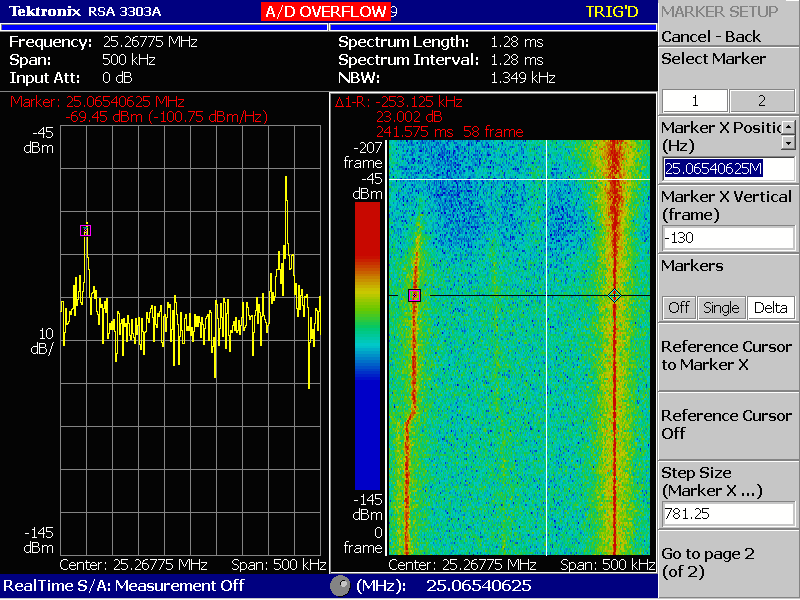 Tektronix RSA 3303A
A/D OVERFLOW 9
TRIG'D
Frequency: 25.26775 MHz
Span: 500 kHz
Input Att: 0 dB
Spectrum Length: 1.28 ms
Spectrum Interval: 1.28 ms
NBW: 1.349 kHz
Marker: 25.06540625 MHz
-69.45 dBm (-100.75 dBm/Hz)
-45
dBm
10
dB/
-145
dBm
Center: 25.26775 MHz
Span: 500 kHz
Δ1-R: -253.125 kHz
23.002 dB
241.575 ms 58 frame
-207
frame
-45
dBm
-145
dBm
0
frame
Center: 25.26775 MHz
Span: 500 kHz
RealTime S/A: Measurement Off
(MHz): 25.06540625
MARKER SETUP
Cancel - Back
Select Marker
1 2
Marker X Positic
(Hz)
25.06540625M
Marker X Vertical
(frame)
-130
Markers
Off Single Delta
Reference Cursor
to Marker X
Reference Cursor
Off
Step Size
(Marker X ...)
781.25
Go to page 2
(of 2)